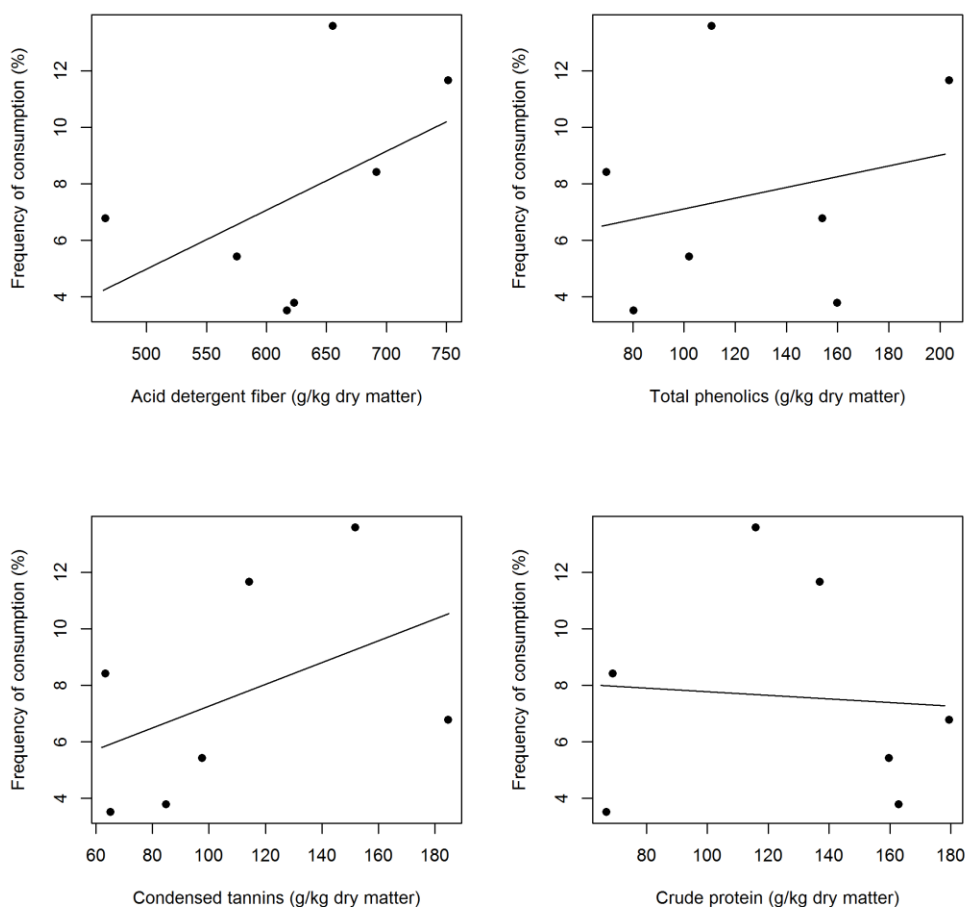 Frequency of consumption (%)
12
10
8
6
4
500 550 600 650 700 750
Acid detergent fiber (g/kg dry matter)
Frequency of consumption (%)
12
10
8
6
4
80 100 120 140 160 180 200
Total phenolics (g/kg dry matter)
Frequency of consumption (%)
12
10
8
6
4
60 80 100 120 140 160 180
Condensed tannins (g/kg dry matter)
Frequency of consumption (%)
12
10
8
6
4
80 100 120 140 160 180
Crude protein (g/kg dry matter)